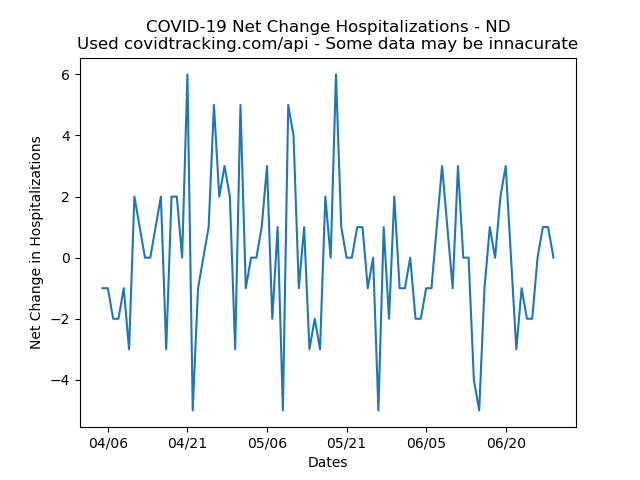 COVID-19 Net Change Hospitalizations - ND
Used covidtracking.com/api - Some data may be innacurate
Net Change in Hospitalizations
6
4
2
0
−2
−4
04/06 04/21 05/06 05/21 06/05 06/20
Dates